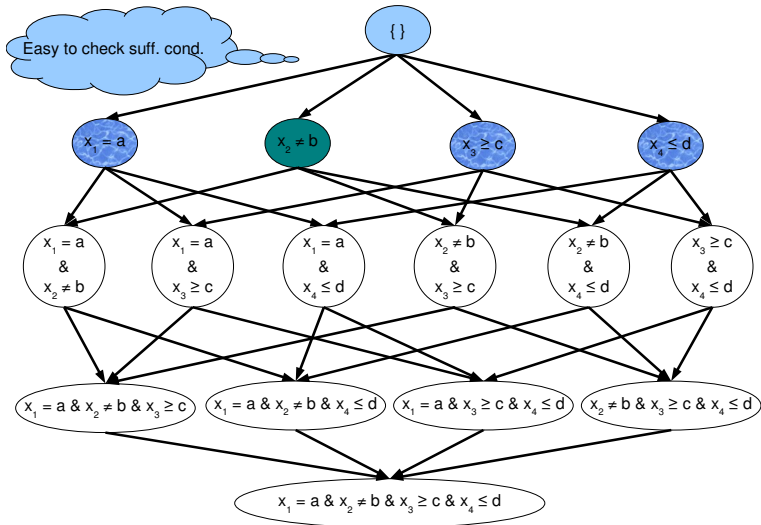 { }
Easy to check suff. cond.
x₁ = a
x₂ ≠ b
x₃ ≥ c
x₄ ≤ d
x₁ = a
&
x₂ ≠ b
x₁ = a
&
x₃ ≥ c
x₁ = a
&
x₄ ≤ d
x₂ ≠ b
&
x₃ ≥ c
x₂ ≠ b
&
x₄ ≤ d
x₃ ≥ c
&
x₄ ≤ d
x₁ = a & x₂ ≠ b & x₃ ≥ c
x₁ = a & x₂ ≠ b & x₄ ≤ d
x₁ = a & x₃ ≥ c & x₄ ≤ d
x₂ ≠ b & x₃ ≥ c & x₄ ≤ d
x₁ = a & x₂ ≠ b & x₃ ≥ c & x₄ ≤ d